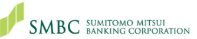 SMBC
SUMITOMO MITSUI
BANKING CORPORATION